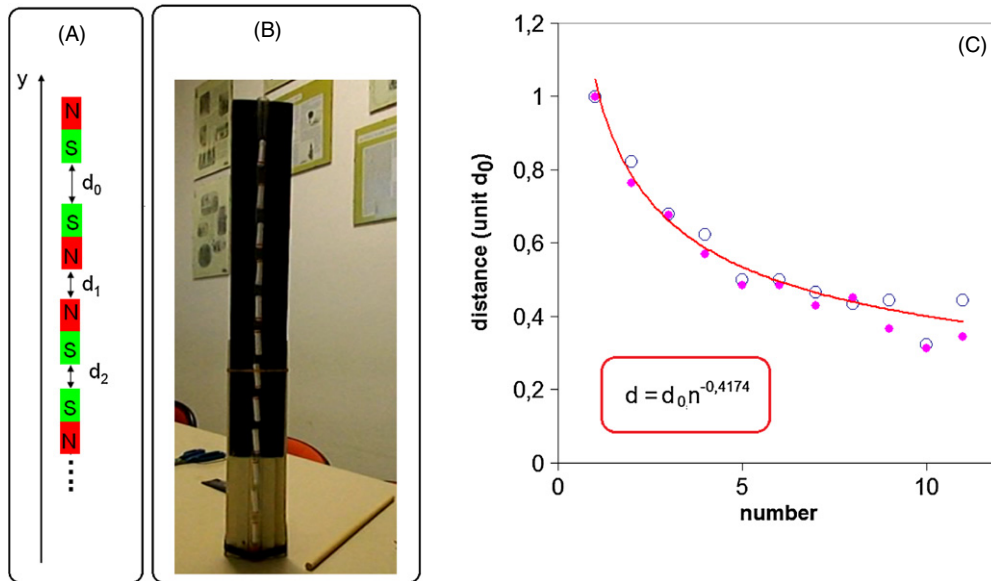 (A)
y
N
S
d₀
S
N
d₁
N
S
d₂
S
N
(B)
(C)
1,2
1
0,8
0,6
0,4
0,2
0
0
5
10
distance (unit d₀)
number
d = d₀n⁻⁰,⁴¹⁷⁴